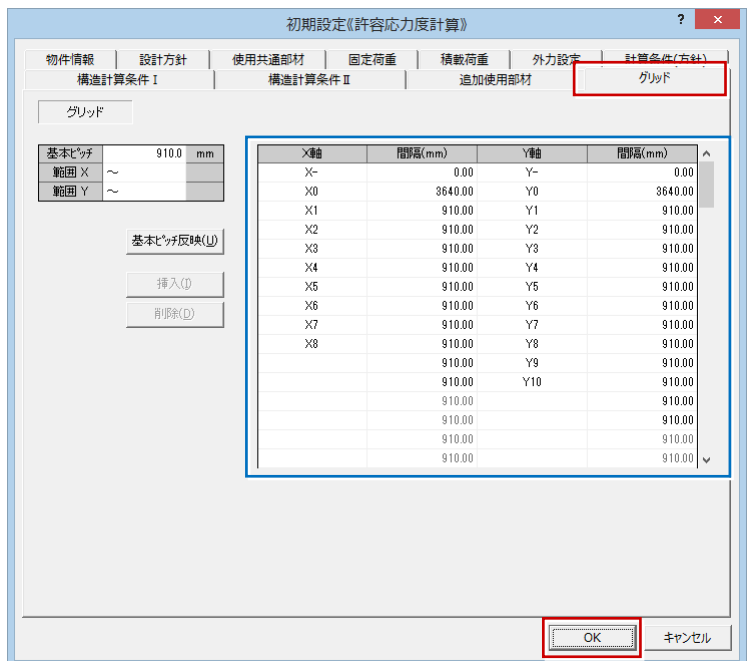 初期設定《許容応力度計算》 ? ×
物件情報 設計方針 使用共通部材 固定荷重 積載荷重 外力設定 計算条件(方針)
構造計算条件Ⅰ 構造計算条件Ⅱ 追加使用部材 グリッド
グリッド
基本ピッチ 910.0 mm
範囲 X ～
範囲 Y ～
基本ピッチ反映(U)
挿入(I)
削除(D)
X軸 間隔(mm) Y軸 間隔(mm)
X- 0.00 Y- 0.00
X0 3640.00 Y0 3640.00
X1 910.00 Y1 910.00
X2 910.00 Y2 910.00
X3 910.00 Y3 910.00
X4 910.00 Y4 910.00
X5 910.00 Y5 910.00
X6 910.00 Y6 910.00
X7 910.00 Y7 910.00
X8 910.00 Y8 910.00
910.00 Y9 910.00
910.00 Y10 910.00
910.00 910.00
910.00 910.00
910.00 910.00
910.00 910.00
OK キャンセル